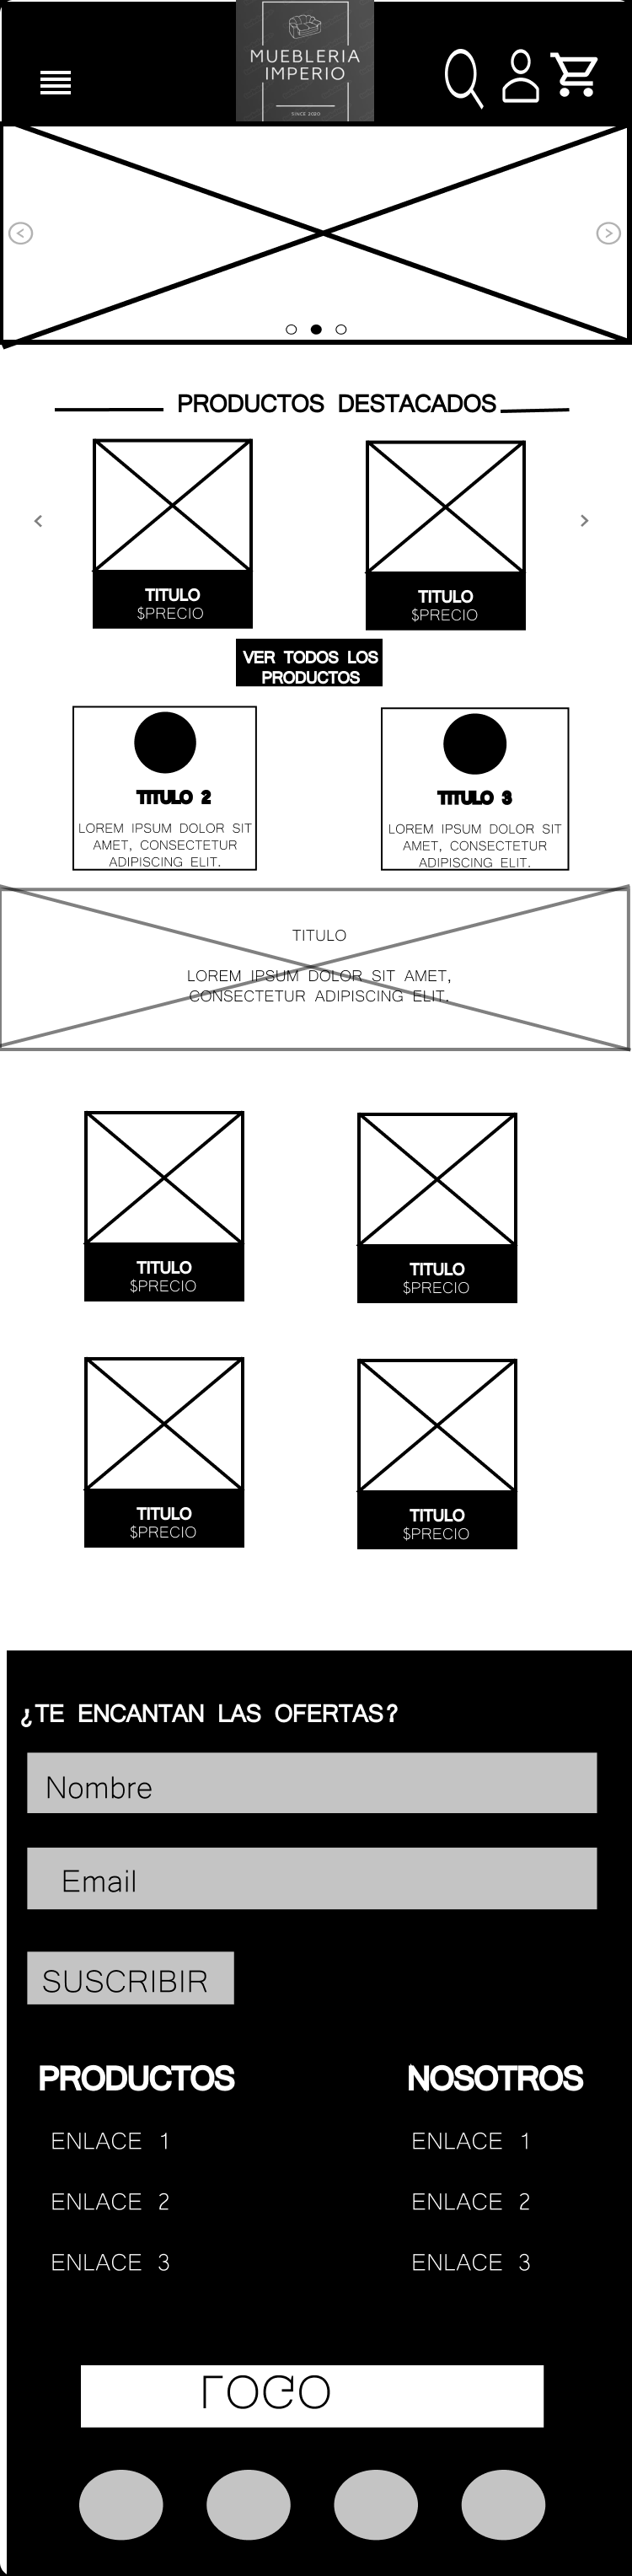 MUEBLERIA
IMPERIO
SINCE 2020
PRODUCTOS DESTACADOS
TITULO
$PRECIO
TITULO
$PRECIO
VER TODOS LOS
PRODUCTOS
TITULO 2
LOREM IPSUM DOLOR SIT
AMET, CONSECTETUR
ADIPISCING ELIT.
TITULO 3
LOREM IPSUM DOLOR SIT
AMET, CONSECTETUR
ADIPISCING ELIT.
TITULO
LOREM IPSUM DOLOR SIT AMET,
CONSECTETUR ADIPISCING ELIT.
TITULO
$PRECIO
TITULO
$PRECIO
TITULO
$PRECIO
TITULO
$PRECIO
¿TE ENCANTAN LAS OFERTAS?
Nombre
Email
SUSCRIBIR
PRODUCTOS
ENLACE 1
ENLACE 2
ENLACE 3
NOSOTROS
ENLACE 1
ENLACE 2
ENLACE 3
LOGO